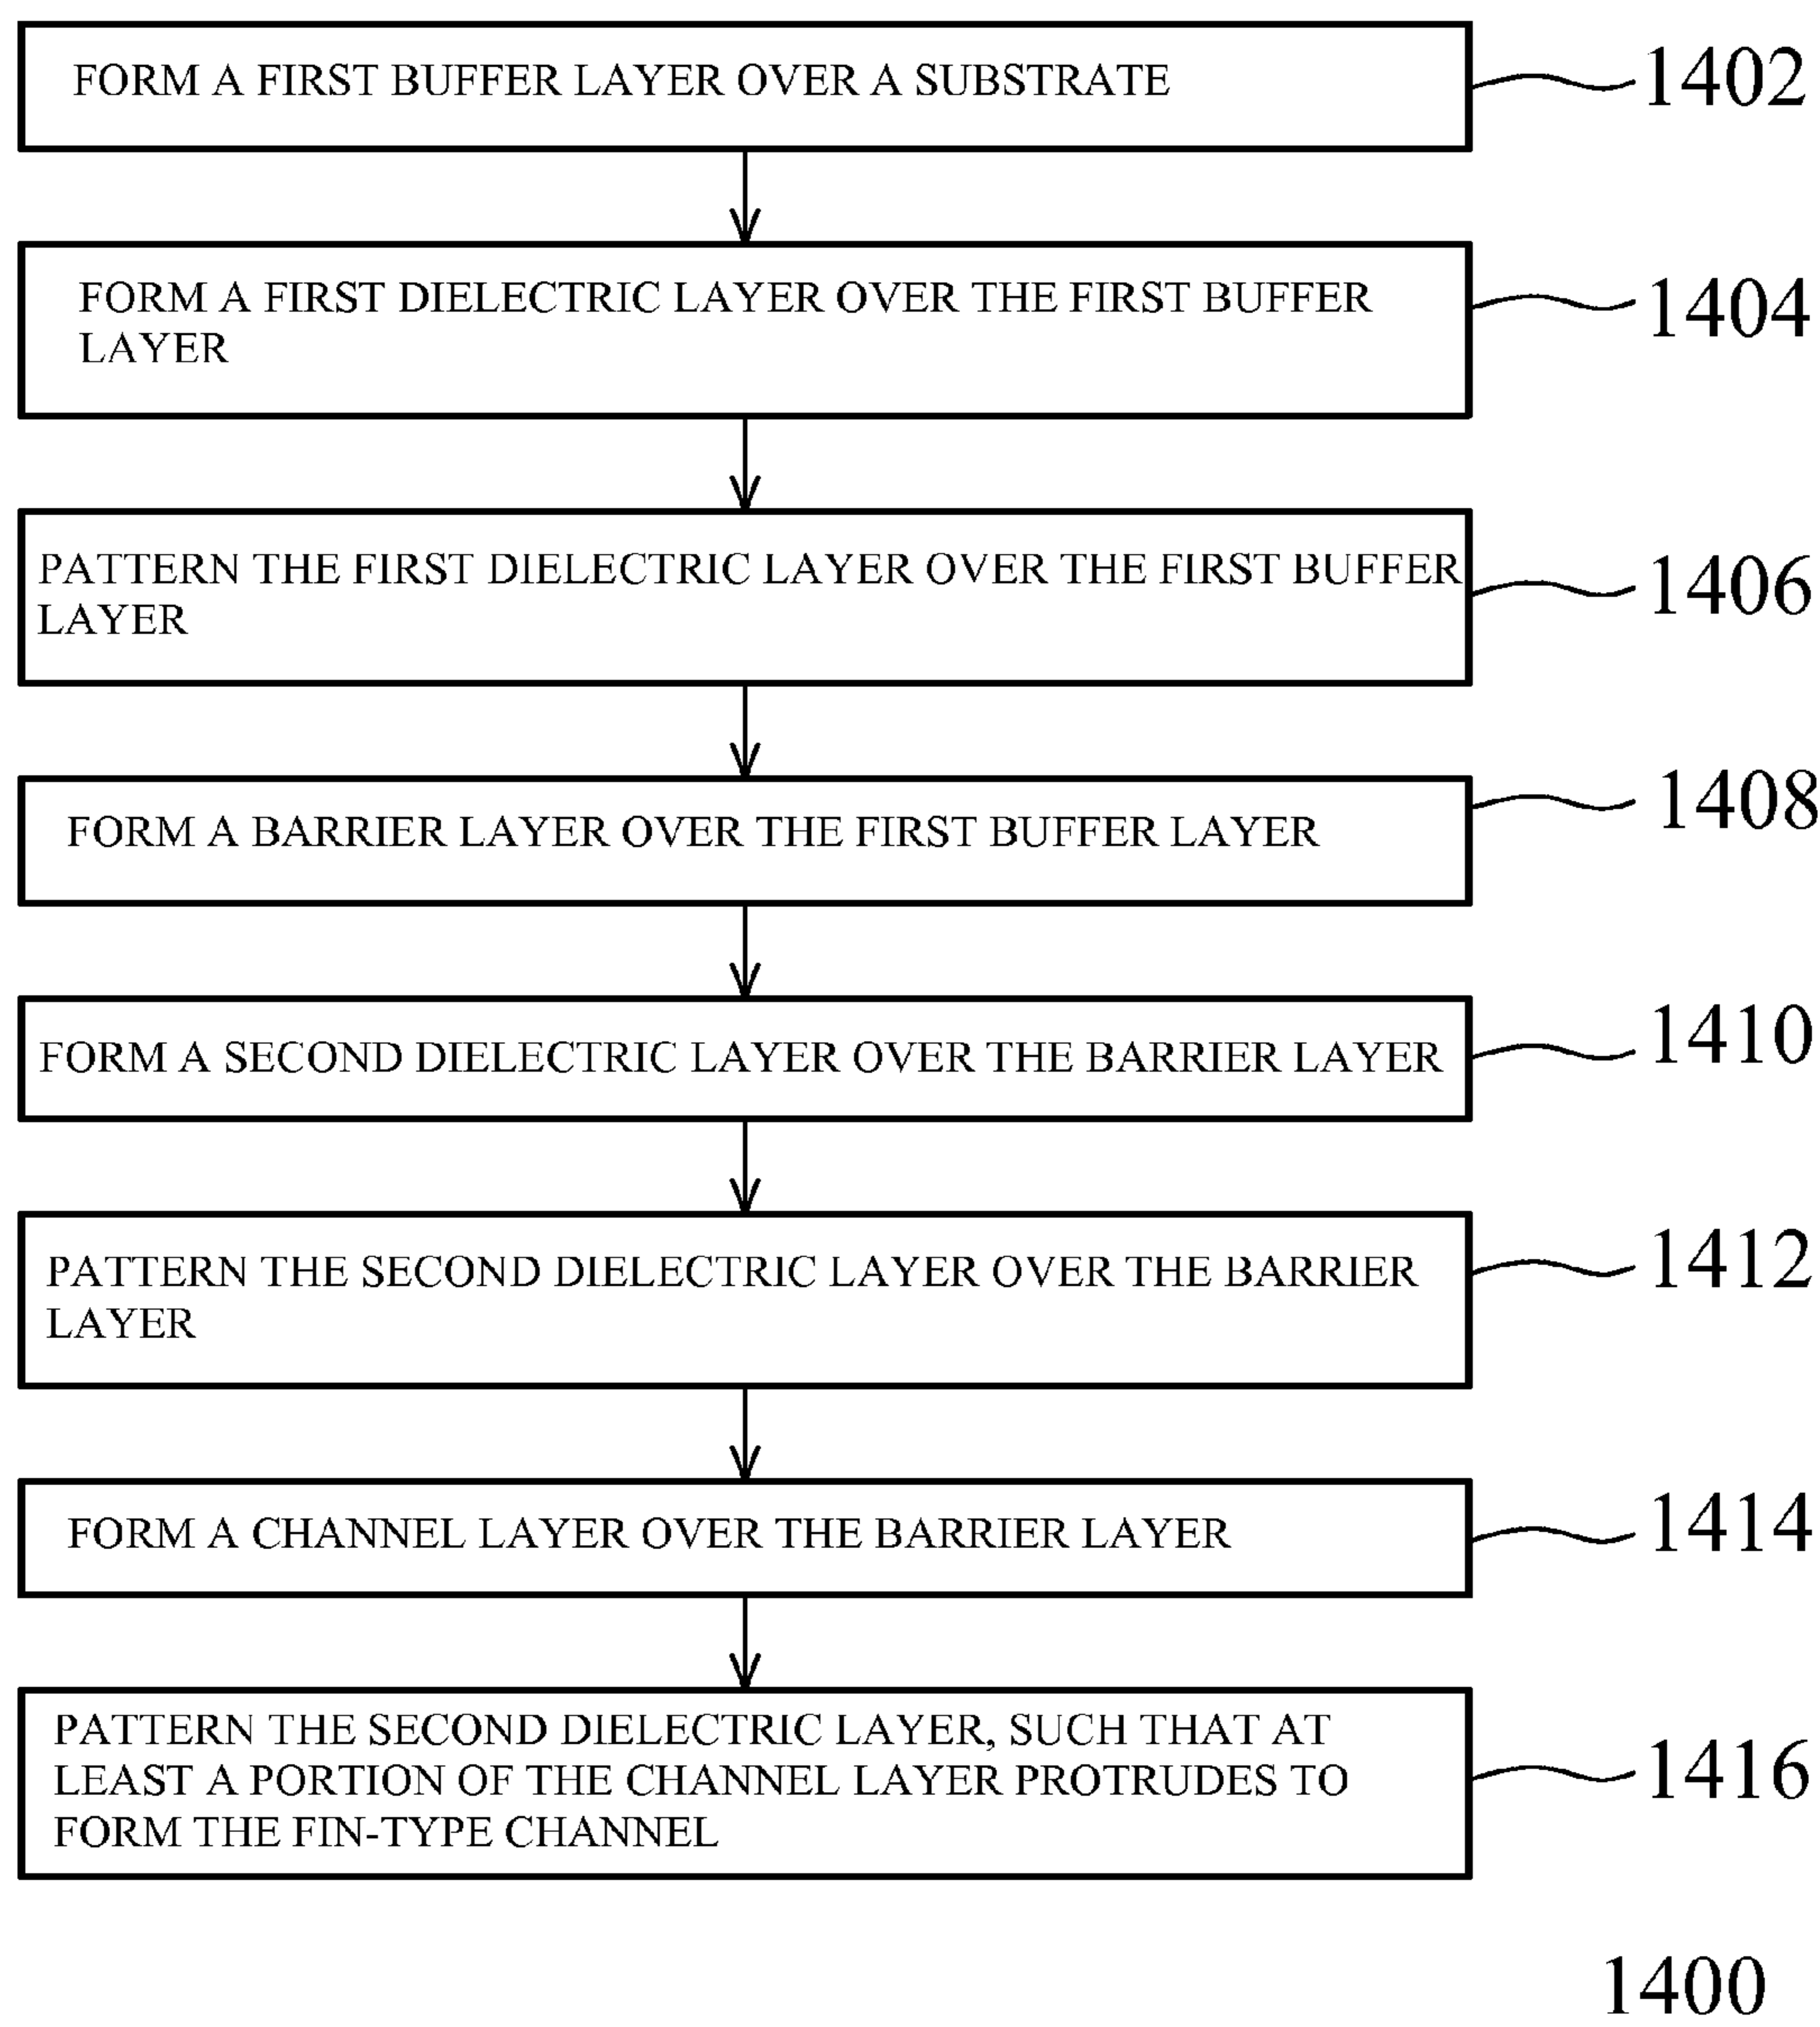 FORM A FIRST BUFFER LAYER OVER A SUBSTRATE
1402
FORM A FIRST DIELECTRIC LAYER OVER THE FIRST BUFFER
LAYER
1404
PATTERN THE FIRST DIELECTRIC LAYER OVER THE FIRST BUFFER
LAYER
1406
FORM A BARRIER LAYER OVER THE FIRST BUFFER LAYER
1408
FORM A SECOND DIELECTRIC LAYER OVER THE BARRIER LAYER
1410
PATTERN THE SECOND DIELECTRIC LAYER OVER THE BARRIER
LAYER
1412
FORM A CHANNEL LAYER OVER THE BARRIER LAYER
1414
PATTERN THE SECOND DIELECTRIC LAYER, SUCH THAT AT
LEAST A PORTION OF THE CHANNEL LAYER PROTRUDES TO
FORM THE FIN-TYPE CHANNEL
1416
1400